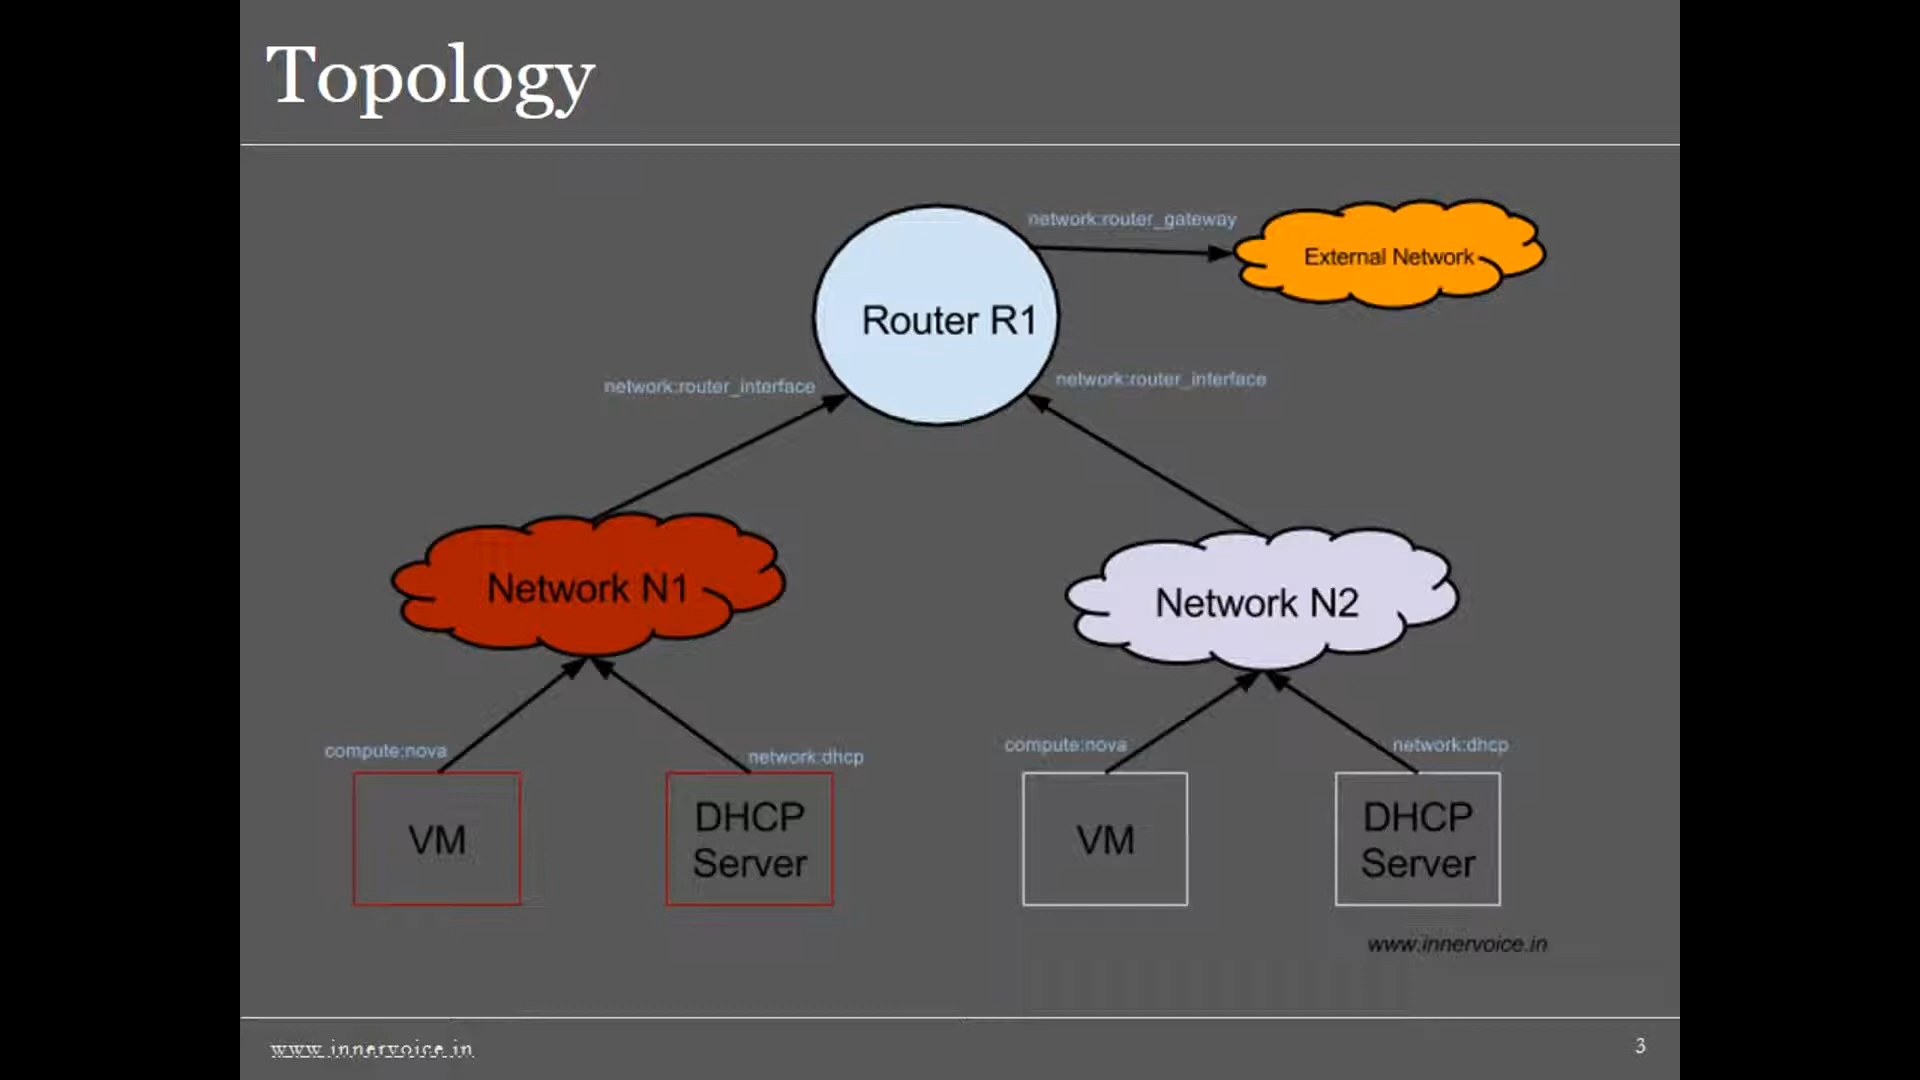 Topology
network:router_gateway
External Network
Router R1
network:router_interface
network:router_interface
Network N1
Network N2
compute:nova
network:dhcp
compute:nova
network:dhcp
VM
DHCP
Server
VM
DHCP
Server
www.innervoice.in
www.innervoice.in
3